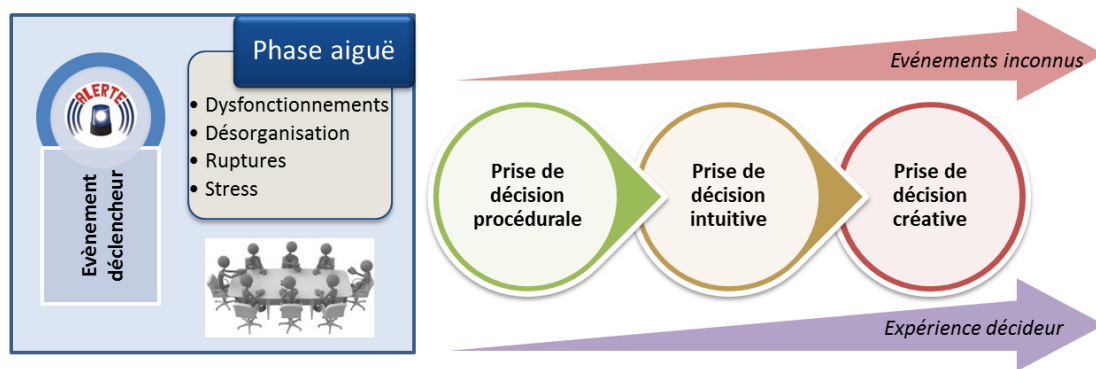 ALERTE
Evènement
déclencheur
Phase aiguë
• Dysfonctionnements
• Désorganisation
• Ruptures
• Stress
Evénements inconnus
Prise de
décision
procédurale
Prise de
décision
intuitive
Prise de
décision
créative
Expérience décideur